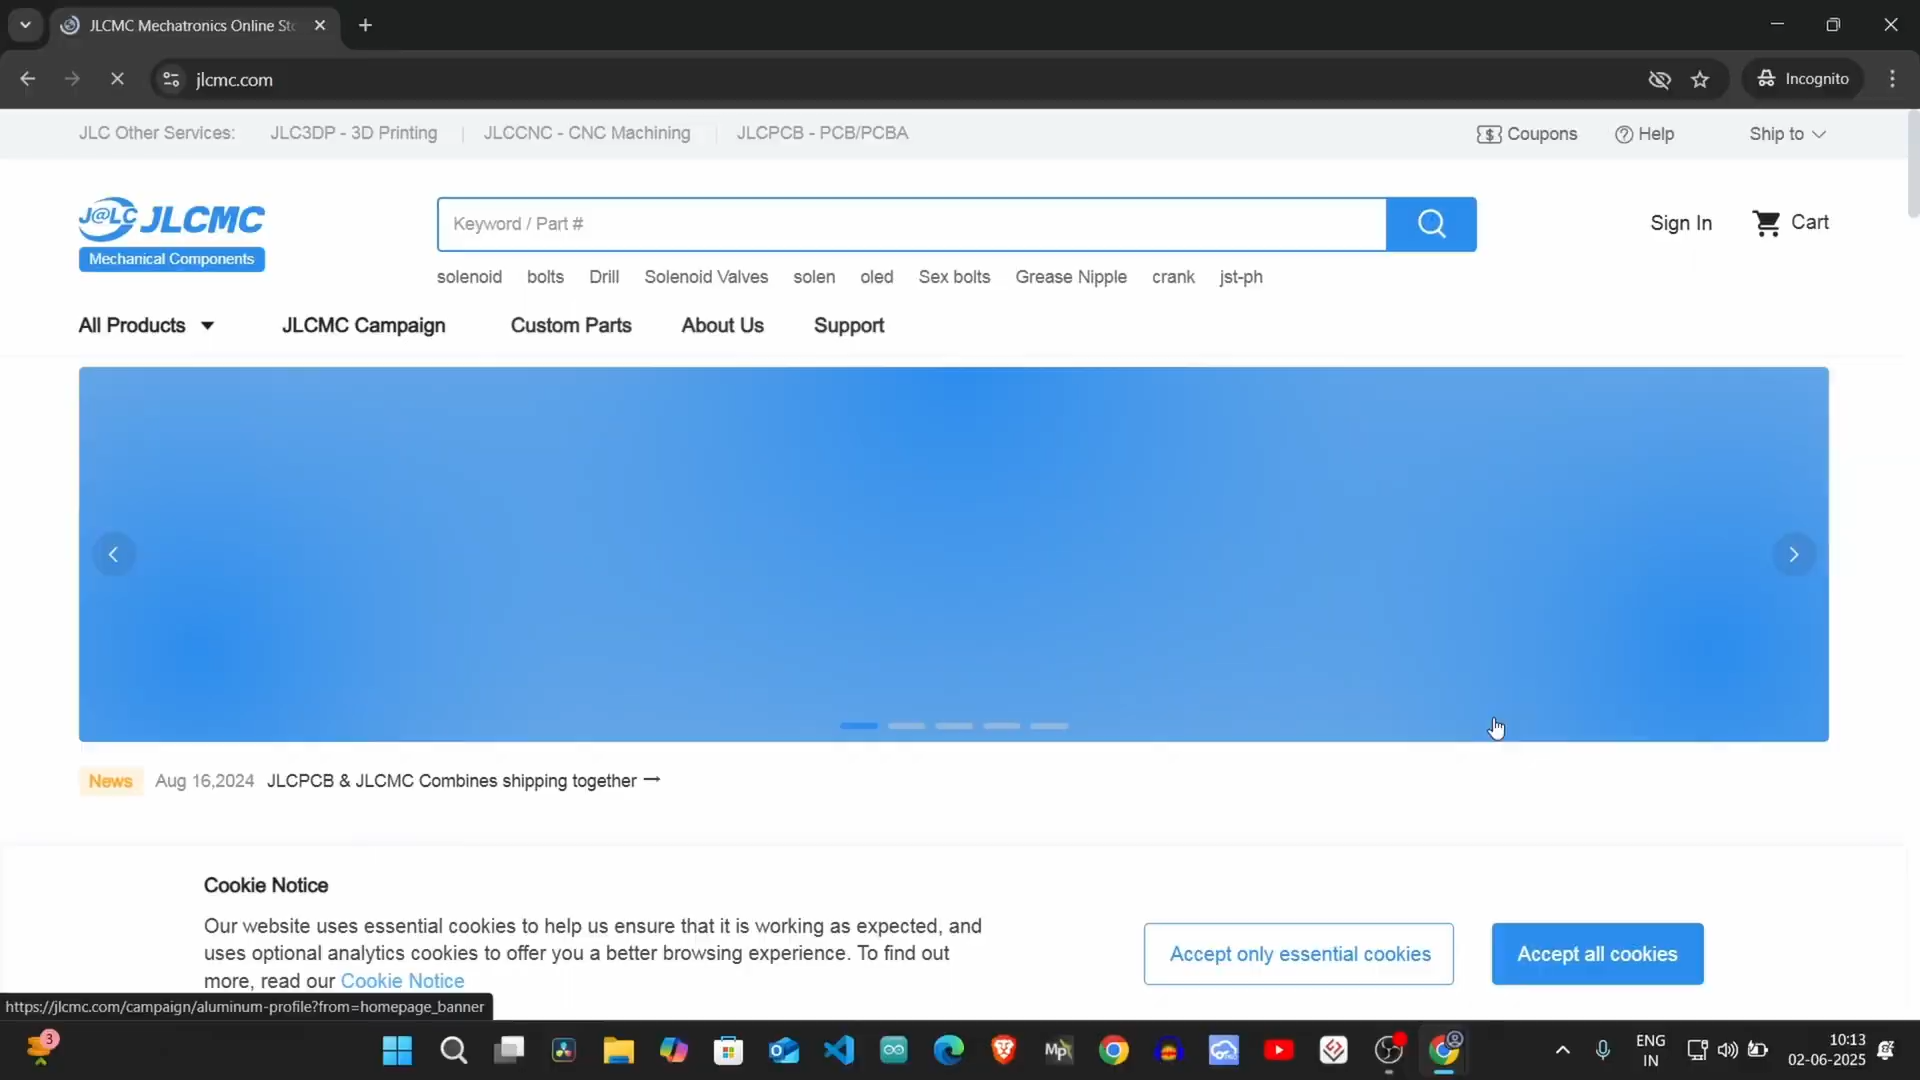 JLCMC Mechatronics Online Sto
jlcmc.com
Incognito
JLC Other Services: JLC3DP - 3D Printing | JLCCNC - CNC Machining | JLCPCB - PCB/PCBA
Coupons Help Ship to
J@LC JLCMC
Mechanical Components
Keyword / Part #
Sign In Cart
solenoid bolts Drill Solenoid Valves solen oled Sex bolts Grease Nipple crank jst-ph
All Products JLCMC Campaign Custom Parts About Us Support
News Aug 16,2024 JLCPCB & JLCMC Combines shipping together →
Cookie Notice
Our website uses essential cookies to help us ensure that it is working as expected, and
uses optional analytics cookies to offer you a better browsing experience. To find out
more, read our Cookie Notice
Accept only essential cookies
Accept all cookies
https://jlcmc.com/campaign/aluminum-profile?from=homepage_banner
3
Mp
ENG
IN
10:13
02-06-2025